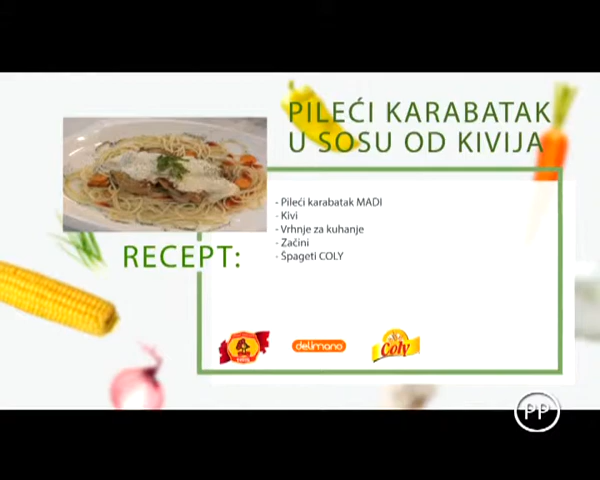 PILEĆI KARABATAK
U SOSU OD KIVIJA
- Pileći karabatak MADI
- Kivi
- Vrhnje za kuhanje
- Začini
- Špageti COLY
RECEPT:
delimano
Coly
PP